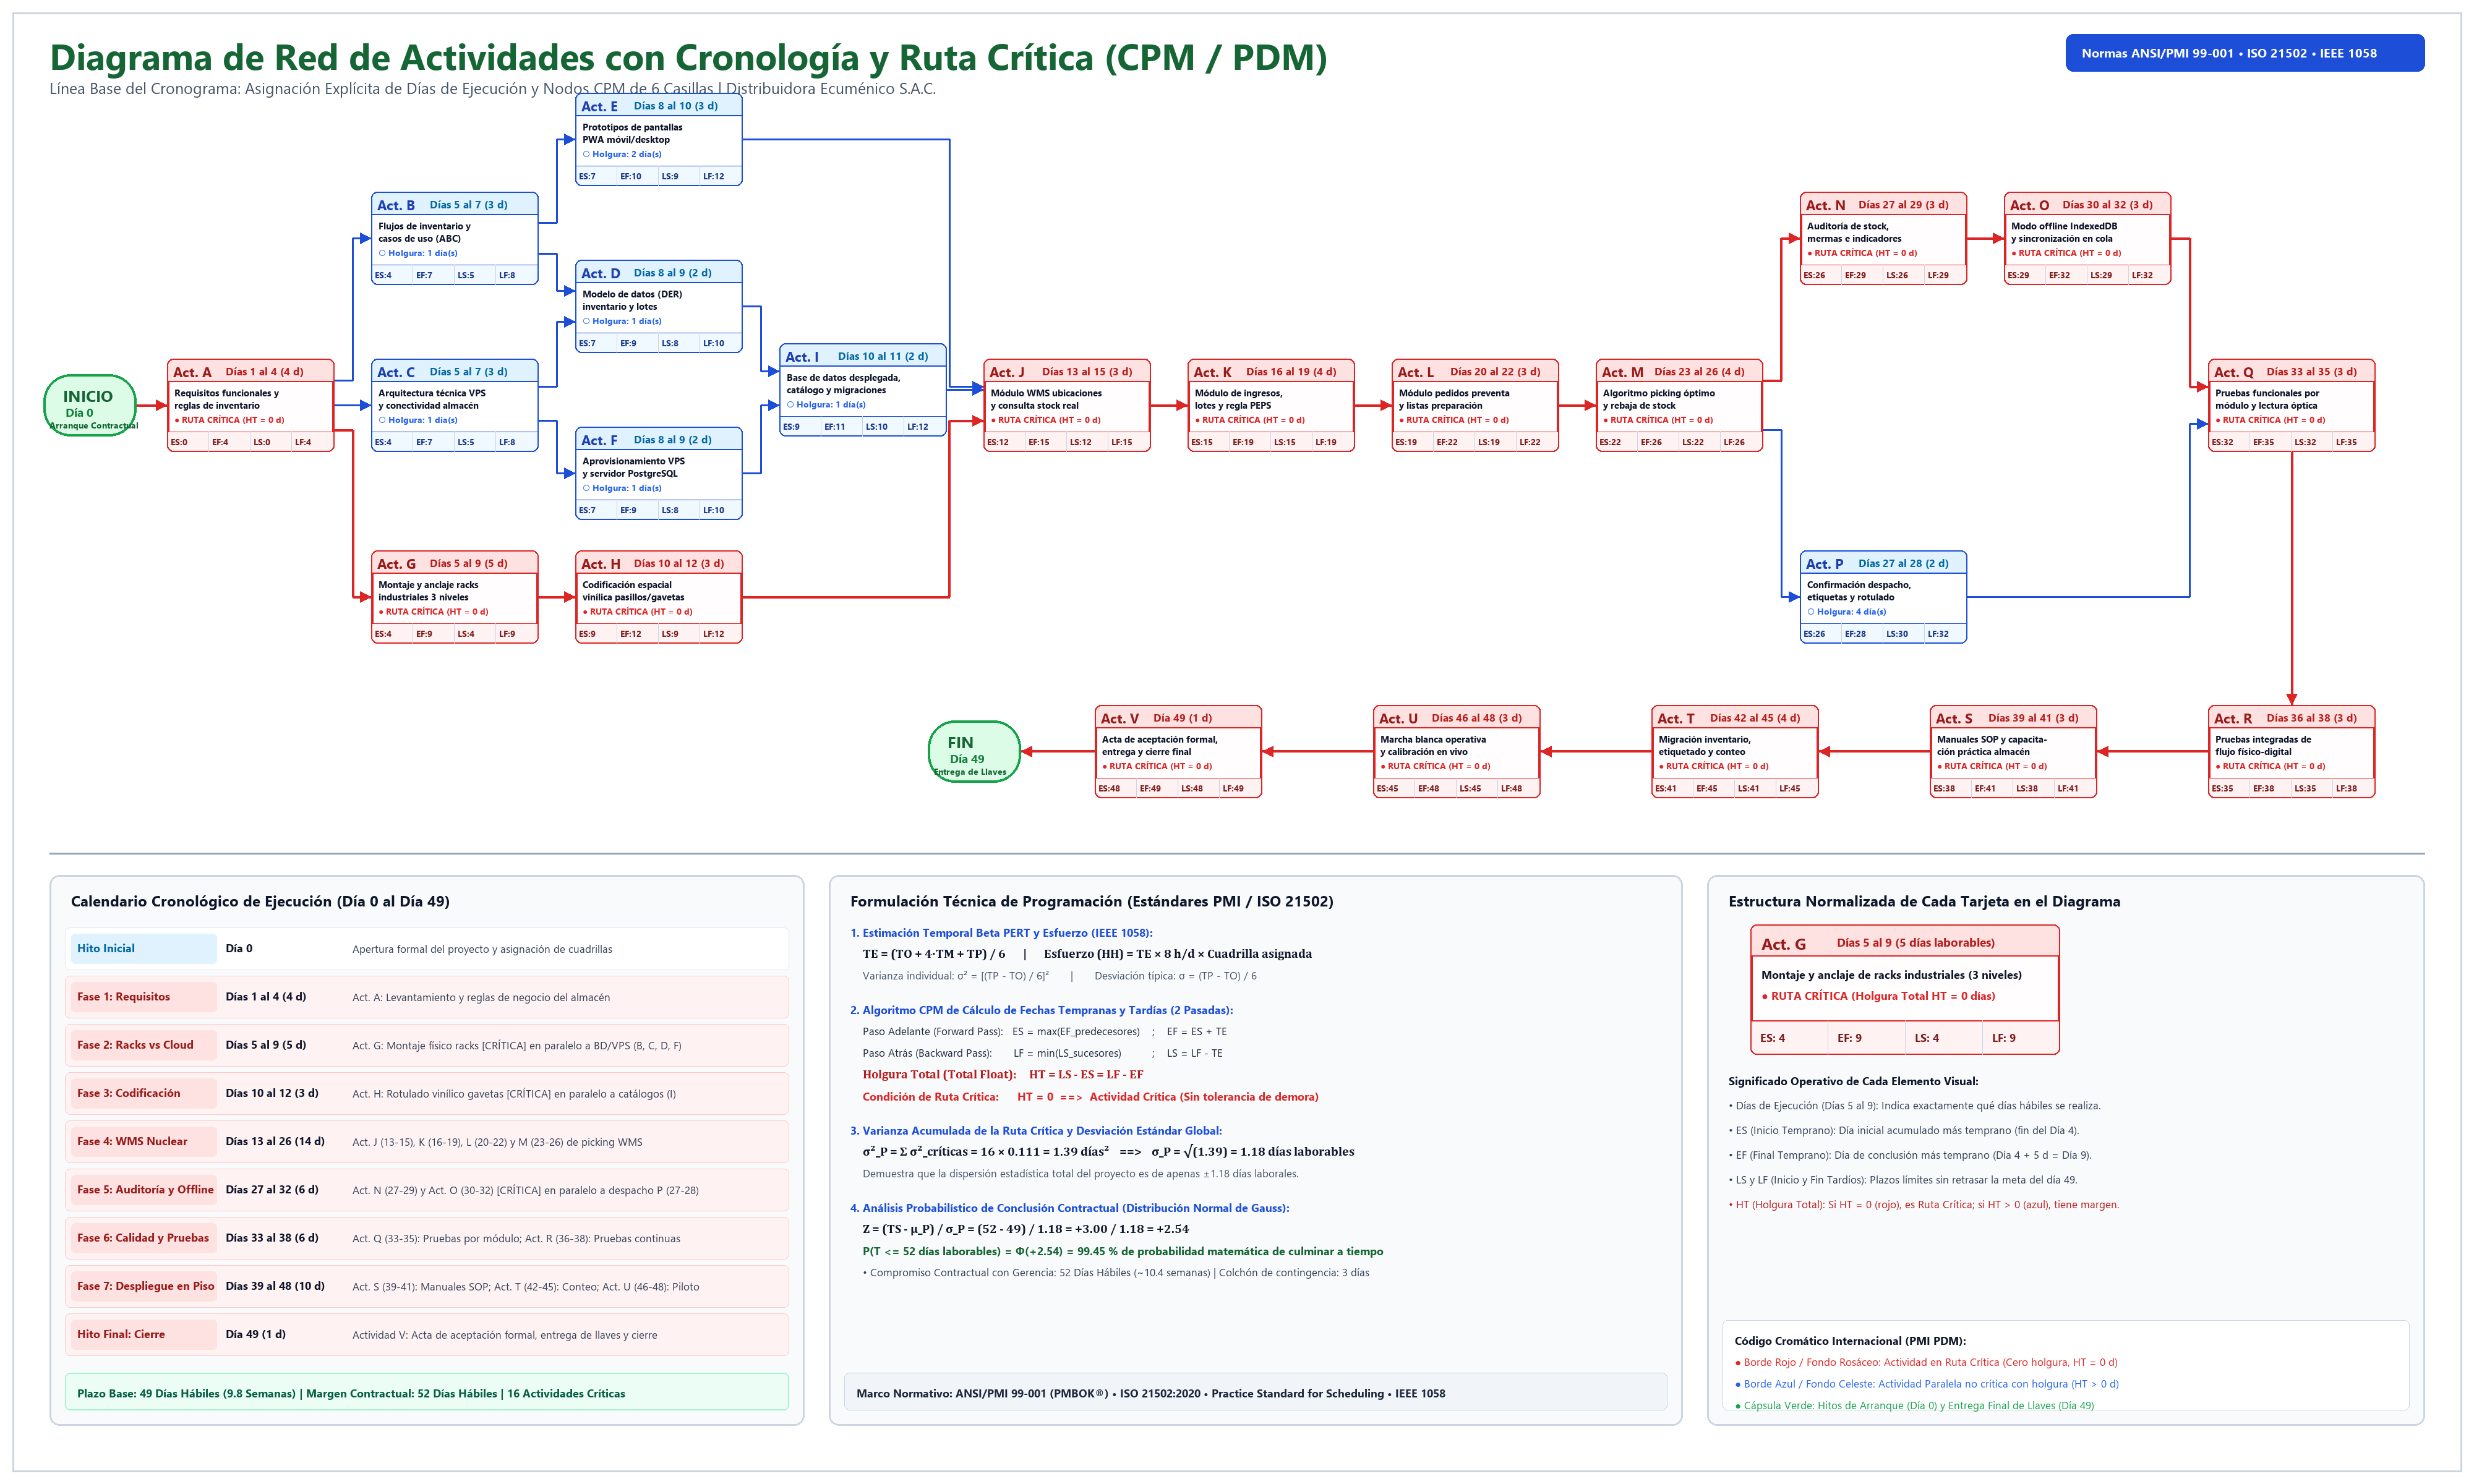 Diagrama de Red de Actividades con Cronología y Ruta Crítica (CPM / PDM)
Normas ANSI/PMI 99-001 • ISO 21502 • IEEE 1058
Línea Base del Cronograma: Asignación Explícita de Días de Ejecución y Nodos CPM de 6 Casillas | Distribuidora Ecuménico S.A.C.
INICIO
Día 0
Arranque Contractual
Act. A Días 1 al 4 (4 d)
Requisitos funcionales y
reglas de inventario
● RUTA CRÍTICA (HT = 0 d)
ES:0 EF:4 LS:0 LF:4
Act. B Días 5 al 7 (3 d)
Flujos de inventario y
casos de uso (ABC)
○ Holgura: 1 día(s)
ES:4 EF:7 LS:5 LF:8
Act. C Días 5 al 7 (3 d)
Arquitectura técnica VPS
y conectividad almacén
○ Holgura: 1 día(s)
ES:4 EF:7 LS:5 LF:8
Act. G Días 5 al 9 (5 d)
Montaje y anclaje racks
industriales 3 niveles
● RUTA CRÍTICA (HT = 0 d)
ES:4 EF:9 LS:4 LF:9
Act. E Días 8 al 10 (3 d)
Prototipos de pantallas
PWA móvil/desktop
○ Holgura: 2 día(s)
ES:7 EF:10 LS:9 LF:12
Act. D Días 8 al 9 (2 d)
Modelo de datos (DER)
inventario y lotes
○ Holgura: 1 día(s)
ES:7 EF:9 LS:8 LF:10
Act. F Días 8 al 9 (2 d)
Aprovisionamiento VPS
y servidor PostgreSQL
○ Holgura: 1 día(s)
ES:7 EF:9 LS:8 LF:10
Act. H Días 10 al 12 (3 d)
Codificación espacial
vinílica pasillos/gavetas
● RUTA CRÍTICA (HT = 0 d)
ES:9 EF:12 LS:9 LF:12
Act. I Días 10 al 11 (2 d)
Base de datos desplegada,
catálogo y migraciones
○ Holgura: 1 día(s)
ES:9 EF:11 LS:10 LF:12
Act. J Días 13 al 15 (3 d)
Módulo WMS ubicaciones
y consulta stock real
● RUTA CRÍTICA (HT = 0 d)
ES:12 EF:15 LS:12 LF:15
Act. K Días 16 al 19 (4 d)
Módulo de ingresos,
lotes y regla PEPS
● RUTA CRÍTICA (HT = 0 d)
ES:15 EF:19 LS:15 LF:19
Act. L Días 20 al 22 (3 d)
Módulo pedidos preventa
y listas preparación
● RUTA CRÍTICA (HT = 0 d)
ES:19 EF:22 LS:19 LF:22
Act. M Días 23 al 26 (4 d)
Algoritmo picking óptimo
y rebaja de stock
● RUTA CRÍTICA (HT = 0 d)
ES:22 EF:26 LS:22 LF:26
Act. N Días 27 al 29 (3 d)
Auditoría de stock,
mermas e indicadores
● RUTA CRÍTICA (HT = 0 d)
ES:26 EF:29 LS:26 LF:29
Act. O Días 30 al 32 (3 d)
Modo offline IndexedDB
y sincronización en cola
● RUTA CRÍTICA (HT = 0 d)
ES:29 EF:32 LS:29 LF:32
Act. P Días 27 al 28 (2 d)
Confirmación despacho,
etiquetas y rotulado
○ Holgura: 4 día(s)
ES:26 EF:28 LS:30 LF:32
Act. Q Días 33 al 35 (3 d)
Pruebas funcionales por
módulo y lectura óptica
● RUTA CRÍTICA (HT = 0 d)
ES:32 EF:35 LS:32 LF:35
FIN
Día 49
Entrega de Llaves
Act. V Día 49 (1 d)
Acta de aceptación formal,
entrega y cierre final
● RUTA CRÍTICA (HT = 0 d)
ES:48 EF:49 LS:48 LF:49
Act. U Días 46 al 48 (3 d)
Marcha blanca operativa
y calibración en vivo
● RUTA CRÍTICA (HT = 0 d)
ES:45 EF:48 LS:45 LF:48
Act. T Días 42 al 45 (4 d)
Migración inventario,
etiquetado y conteo
● RUTA CRÍTICA (HT = 0 d)
ES:41 EF:45 LS:41 LF:45
Act. S Días 39 al 41 (3 d)
Manuales SOP y capacita-
ción práctica almacén
● RUTA CRÍTICA (HT = 0 d)
ES:38 EF:41 LS:38 LF:41
Act. R Días 36 al 38 (3 d)
Pruebas integradas de
flujo físico-digital
● RUTA CRÍTICA (HT = 0 d)
ES:35 EF:38 LS:35 LF:38
Calendario Cronológico de Ejecución (Día 0 al Día 49)
Hito Inicial Día 0 Apertura formal del proyecto y asignación de cuadrillas
Fase 1: Requisitos Días 1 al 4 (4 d) Act. A: Levantamiento y reglas de negocio del almacén
Fase 2: Racks vs Cloud Días 5 al 9 (5 d) Act. G: Montaje físico racks [CRÍTICA] en paralelo a BD/VPS (B, C, D, F)
Fase 3: Codificación Días 10 al 12 (3 d) Act. H: Rotulado vinílico gavetas [CRÍTICA] en paralelo a catálogos (I)
Fase 4: WMS Nuclear Días 13 al 26 (14 d) Act. J (13-15), K (16-19), L (20-22) y M (23-26) de picking WMS
Fase 5: Auditoría y Offline Días 27 al 32 (6 d) Act. N (27-29) y Act. O (30-32) [CRÍTICA] en paralelo a despacho P (27-28)
Fase 6: Calidad y Pruebas Días 33 al 38 (6 d) Act. Q (33-35): Pruebas por módulo; Act. R (36-38): Pruebas continuas
Fase 7: Despliegue en Piso Días 39 al 48 (10 d) Act. S (39-41): Manuales SOP; Act. T (42-45): Conteo; Act. U (46-48): Piloto
Hito Final: Cierre Día 49 (1 d) Actividad V: Acta de aceptación formal, entrega de llaves y cierre
Plazo Base: 49 Días Hábiles (9.8 Semanas) | Margen Contractual: 52 Días Hábiles | 16 Actividades Críticas
Formulación Técnica de Programación (Estándares PMI / ISO 21502)
1. Estimación Temporal Beta PERT y Esfuerzo (IEEE 1058):
TE = (TO + 4·TM + TP) / 6 | Esfuerzo (HH) = TE × 8 h/d × Cuadrilla asignada
Varianza individual: σ² = [(TP - TO) / 6]² | Desviación típica: σ = (TP - TO) / 6
2. Algoritmo CPM de Cálculo de Fechas Tempranas y Tardías (2 Pasadas):
Paso Adelante (Forward Pass): ES = max(EF_predecesores) ; EF = ES + TE
Paso Atrás (Backward Pass): LF = min(LS_sucesores) ; LS = LF - TE
Holgura Total (Total Float): HT = LS - ES = LF - EF
Condición de Ruta Crítica: HT = 0 ==> Actividad Crítica (Sin tolerancia de demora)
3. Varianza Acumulada de la Ruta Crítica y Desviación Estándar Global:
σ²_P = Σ σ²_críticas = 16 × 0.111 = 1.39 días² ==> σ_P = √(1.39) = 1.18 días laborables
Demuestra que la dispersión estadística total del proyecto es de apenas ±1.18 días laborales.
4. Análisis Probabilístico de Conclusión Contractual (Distribución Normal de Gauss):
Z = (TS - μ_P) / σ_P = (52 - 49) / 1.18 = +3.00 / 1.18 = +2.54
P(T <= 52 días laborables) = Φ(+2.54) = 99.45 % de probabilidad matemática de culminar a tiempo
• Compromiso Contractual con Gerencia: 52 Días Hábiles (~10.4 semanas) | Colchón de contingencia: 3 días
Marco Normativo: ANSI/PMI 99-001 (PMBOK®) • ISO 21502:2020 • Practice Standard for Scheduling • IEEE 1058
Estructura Normalizada de Cada Tarjeta en el Diagrama
Act. G Días 5 al 9 (5 días laborables)
Montaje y anclaje de racks industriales (3 niveles)
● RUTA CRÍTICA (Holgura Total HT = 0 días)
ES: 4 EF: 9 LS: 4 LF: 9
Significado Operativo de Cada Elemento Visual:
• Días de Ejecución (Días 5 al 9): Indica exactamente qué días hábiles se realiza.
• ES (Inicio Temprano): Día inicial acumulado más temprano (fin del Día 4).
• EF (Final Temprano): Día de conclusión más temprano (Día 4 + 5 d = Día 9).
• LS y LF (Inicio y Fin Tardíos): Plazos límites sin retrasar la meta del día 49.
• HT (Holgura Total): Si HT = 0 (rojo), es Ruta Crítica; si HT > 0 (azul), tiene margen.
Código Cromático Internacional (PMI PDM):
● Borde Rojo / Fondo Rosáceo: Actividad en Ruta Crítica (Cero holgura, HT = 0 d)
● Borde Azul / Fondo Celeste: Actividad Paralela no crítica con holgura (HT > 0 d)
● Cápsula Verde: Hitos de Arranque (Día 0) y Entrega Final de Llaves (Día 49)